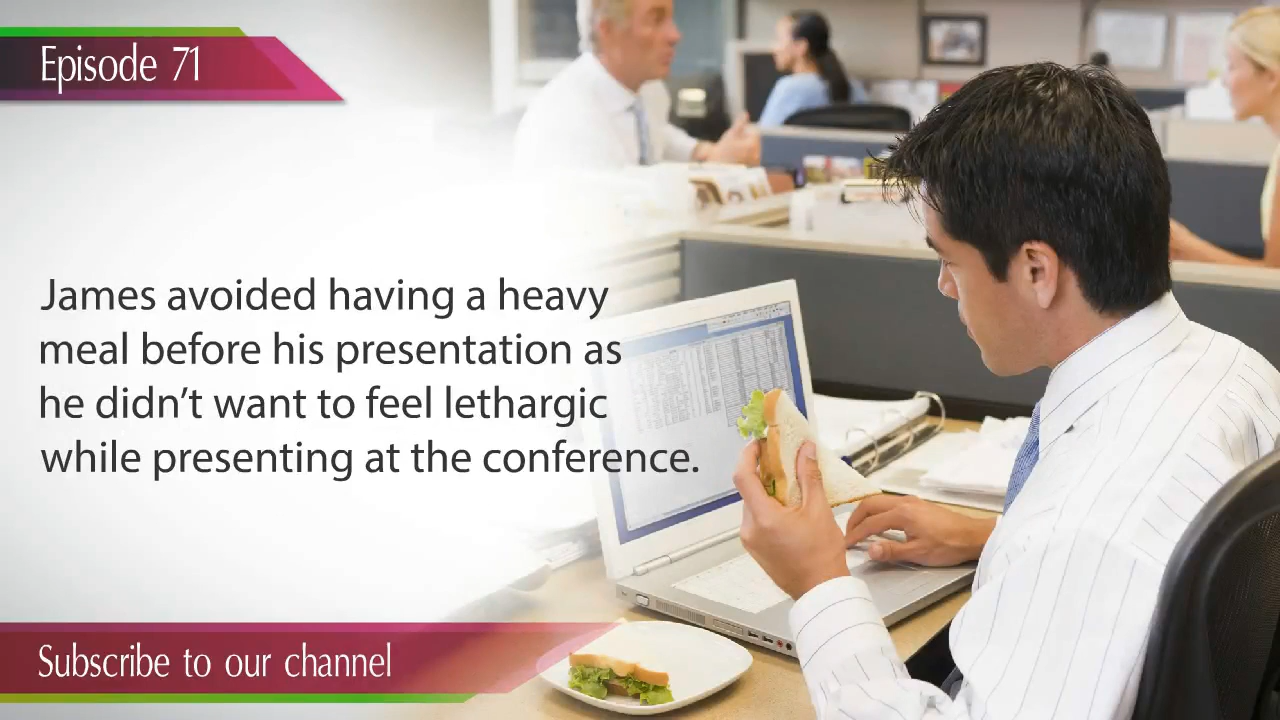 Episode 71
James avoided having a heavy
meal before his presentation as
he didn’t want to feel lethargic
while presenting at the conference.
Subscribe to our channel